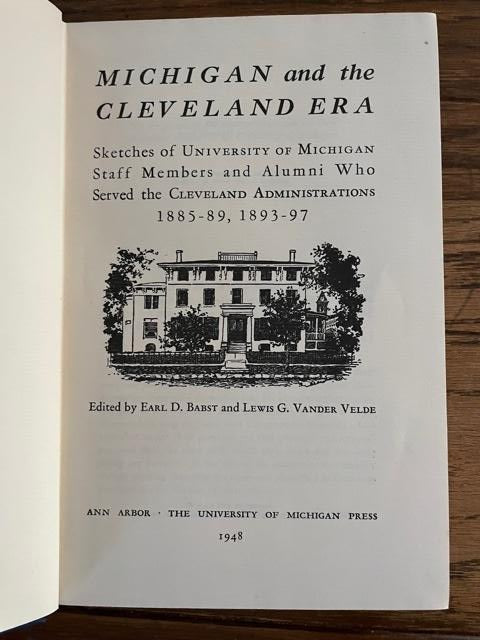 MICHIGAN and the
CLEVELAND ERA
Sketches of UNIVERSITY OF MICHIGAN
Staff Members and Alumni Who
Served the CLEVELAND ADMINISTRATIONS
1885-89, 1893-97
Edited by EARL D. BABST and LEWIS G. VANDER VELDE
ANN ARBOR · THE UNIVERSITY OF MICHIGAN PRESS
1948